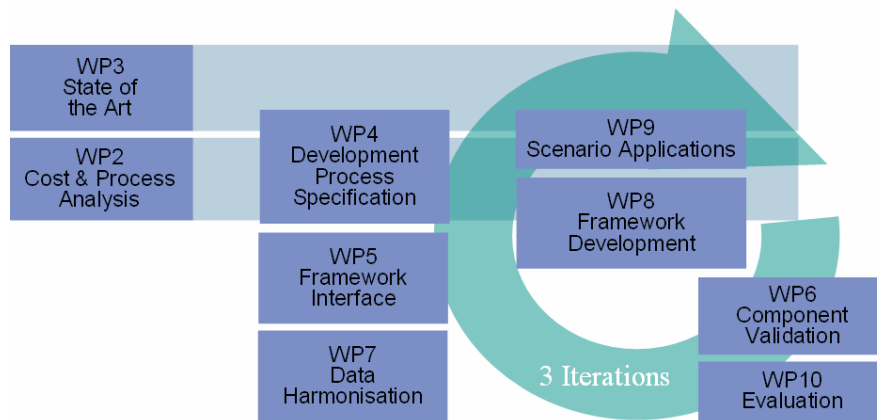 WP3
State of
the Art
WP2
Cost & Process
Analysis
WP4
Development
Process
Specification
WP5
Framework
Interface
WP7
Data
Harmonisation
WP9
Scenario Applications
WP8
Framework
Development
WP6
Component
Validation
WP10
Evaluation
3 Iterations